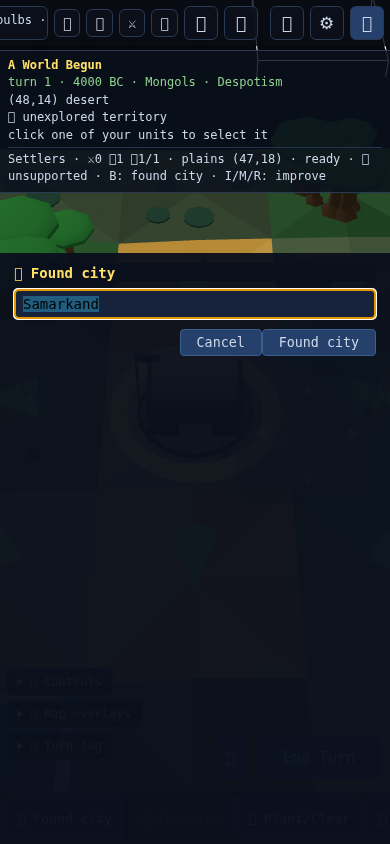 oulbs ·
A World Begun
turn 1 · 4000 BC · Mongols · Despotism
(48,14) desert
unexplored territory
click one of your units to select it
Settlers · ⚔0 1 1/1 · plains (47,18) · ready ·
unsupported · B: found city · I/M/R: improve
Found city
Samarkand
Cancel Found city
▶ Controls
▶ Map overlays
▶ Turn log
End Turn
Found city Plant/Clear